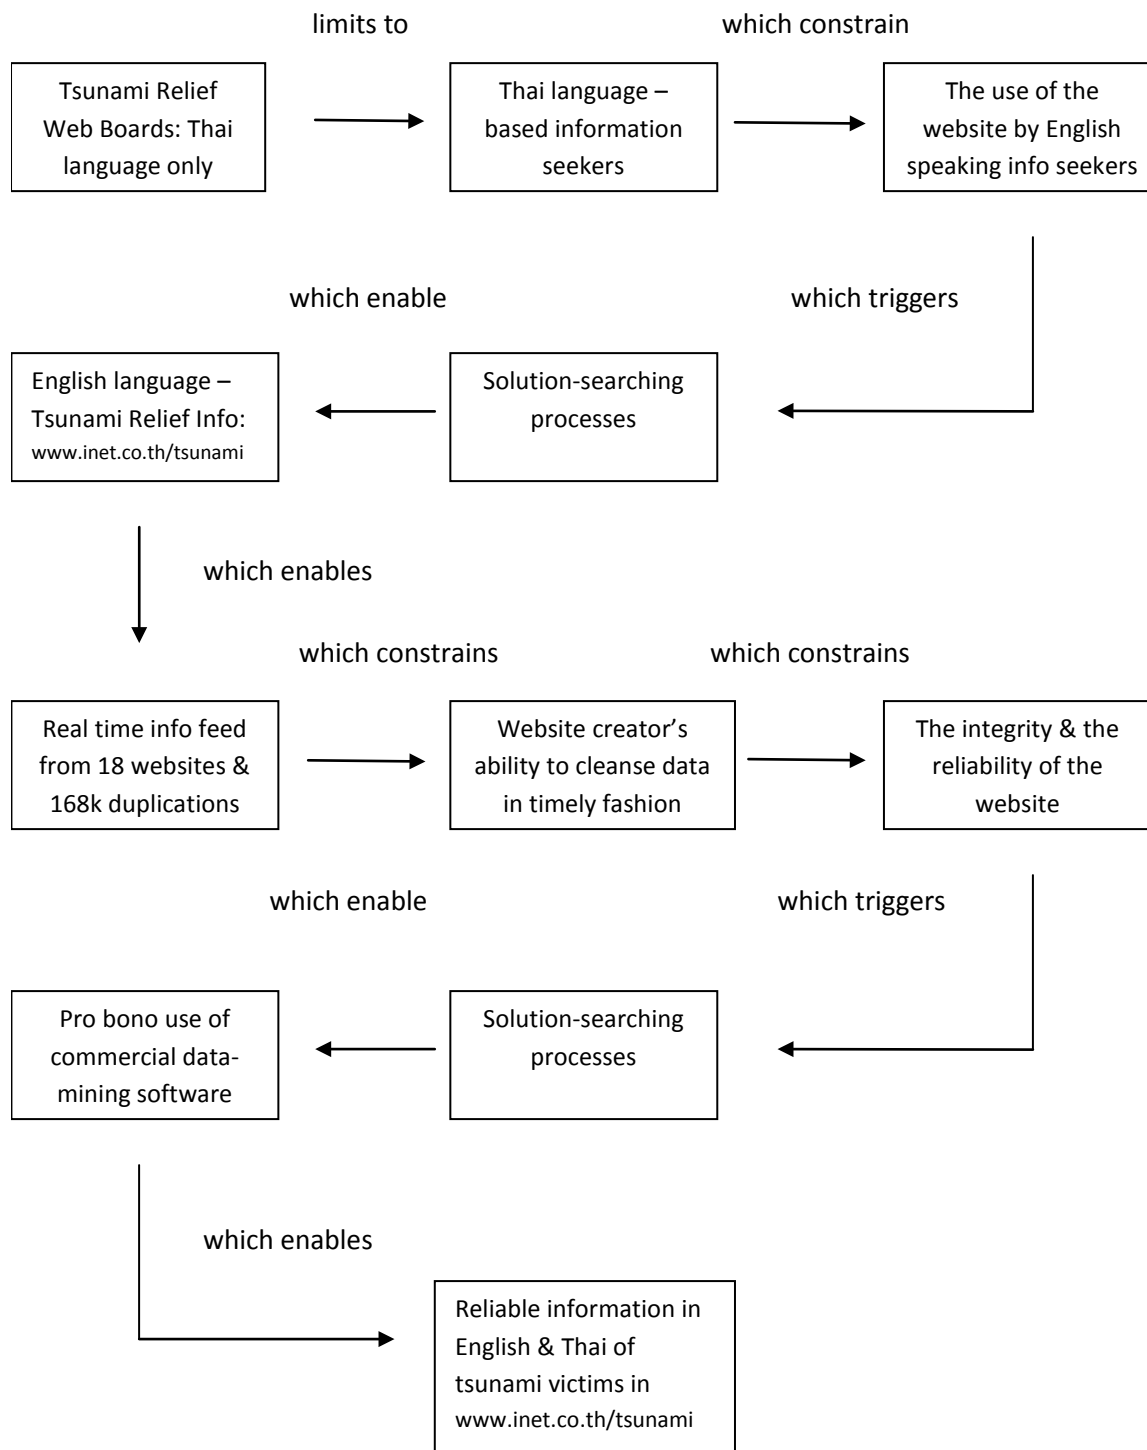 limits to
which constrain
Tsunami Relief
Web Boards: Thai
language only
Thai language –
based information
seekers
The use of the
website by English
speaking info seekers
which enable
which triggers
English language –
Tsunami Relief Info:
www.inet.co.th/tsunami
Solution-searching
processes
which enables
which constrains
which constrains
Real time info feed
from 18 websites &
168k duplications
Website creator’s
ability to cleanse data
in timely fashion
The integrity & the
reliability of the
website
which enable
which triggers
Pro bono use of
commercial data-
mining software
Solution-searching
processes
which enables
Reliable information in
English & Thai of
tsunami victims in
www.inet.co.th/tsunami